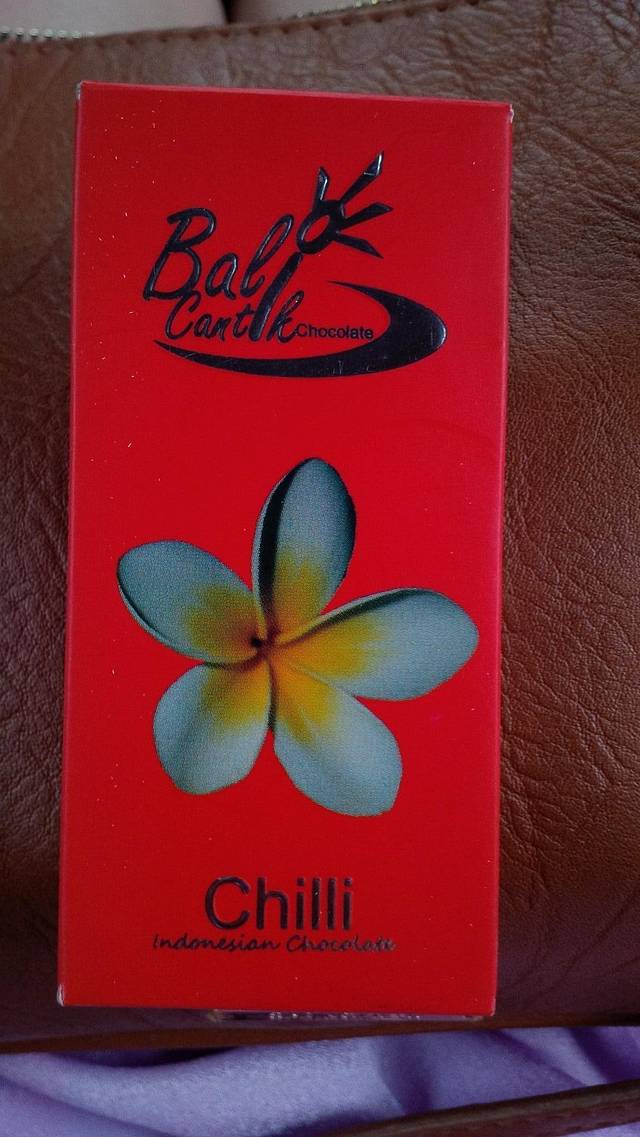 Bali
Cantik Chocolate
Chilli
Indonesian Chocolate